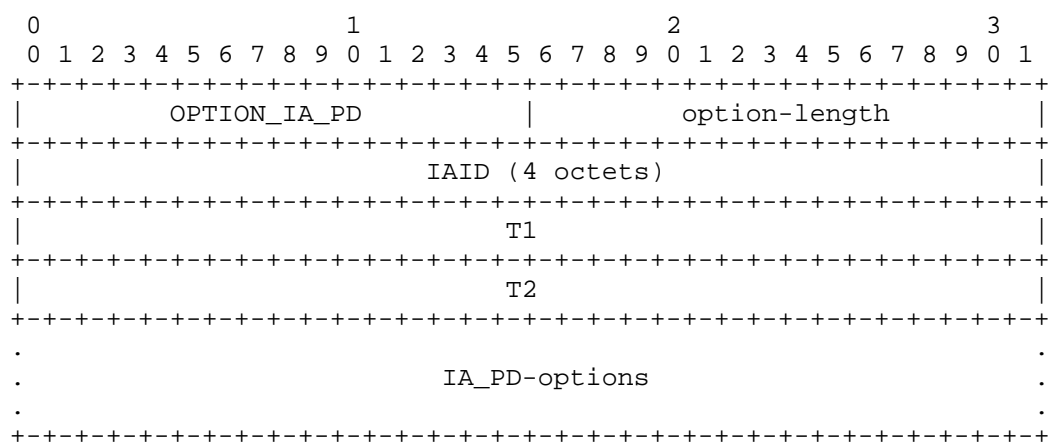 0                   1                   2                   3
 0 1 2 3 4 5 6 7 8 9 0 1 2 3 4 5 6 7 8 9 0 1 2 3 4 5 6 7 8 9 0 1
+-+-+-+-+-+-+-+-+-+-+-+-+-+-+-+-+-+-+-+-+-+-+-+-+-+-+-+-+-+-+-+-+
|         OPTION_IA_PD          |         option-length         |
+-+-+-+-+-+-+-+-+-+-+-+-+-+-+-+-+-+-+-+-+-+-+-+-+-+-+-+-+-+-+-+-+
|                         IAID (4 octets)                       |
+-+-+-+-+-+-+-+-+-+-+-+-+-+-+-+-+-+-+-+-+-+-+-+-+-+-+-+-+-+-+-+-+
|                              T1                               |
+-+-+-+-+-+-+-+-+-+-+-+-+-+-+-+-+-+-+-+-+-+-+-+-+-+-+-+-+-+-+-+-+
|                              T2                               |
+-+-+-+-+-+-+-+-+-+-+-+-+-+-+-+-+-+-+-+-+-+-+-+-+-+-+-+-+-+-+-+-+
.                                                               .
.                          IA_PD-options                        .
.                                                               .
+-+-+-+-+-+-+-+-+-+-+-+-+-+-+-+-+-+-+-+-+-+-+-+-+-+-+-+-+-+-+-+-+